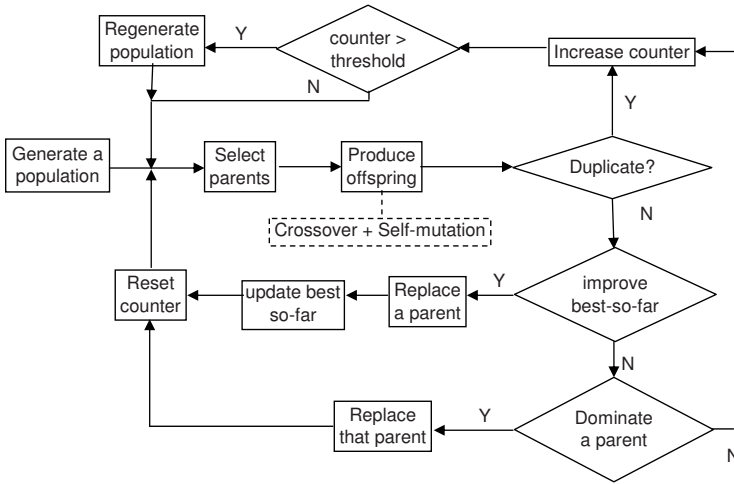 Regenerate
population
Y
counter >
threshold
Increase counter
N
Y
Generate a
population
Select
parents
Produce
offspring
Duplicate?
Crossover + Self-mutation
N
Reset
counter
update best
so-far
Replace
a parent
Y
improve
best-so-far
N
Replace
that parent
Y
Dominate
a parent
N